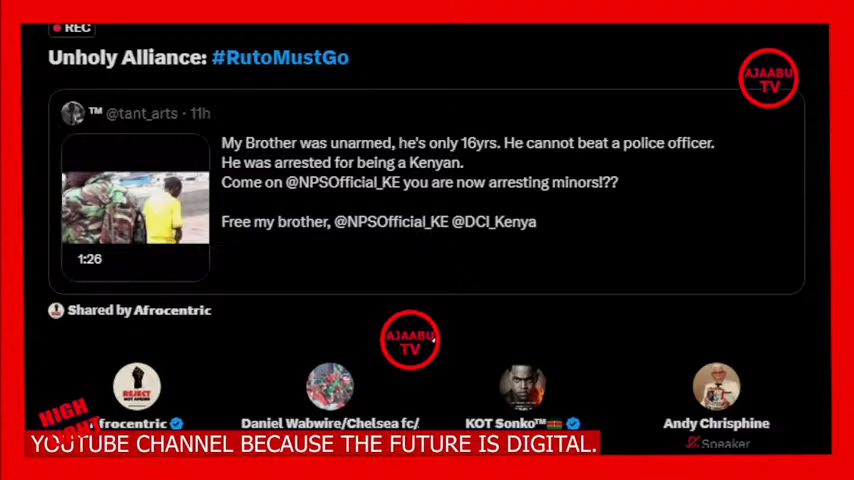 REC
Unholy Alliance: #RutoMustGo
AJAABU
TV
™ @tant_arts · 11h
My Brother was unarmed, he's only 16yrs. He cannot beat a police officer.
He was arrested for being a Kenyan.
Come on @NPSOfficial_KE you are now arresting minors!??
Free my brother, @NPSOfficial_KE @DCI_Kenya
1:26
Shared by Afrocentric
AJAABU
TV
REJECT
Afrocentric
Daniel Wabwire/Chelsea fc/
KOT Sonko™
Andy Chrisphine
Speaker
HIGH
YOUTUBE CHANNEL BECAUSE THE FUTURE IS DIGITAL.